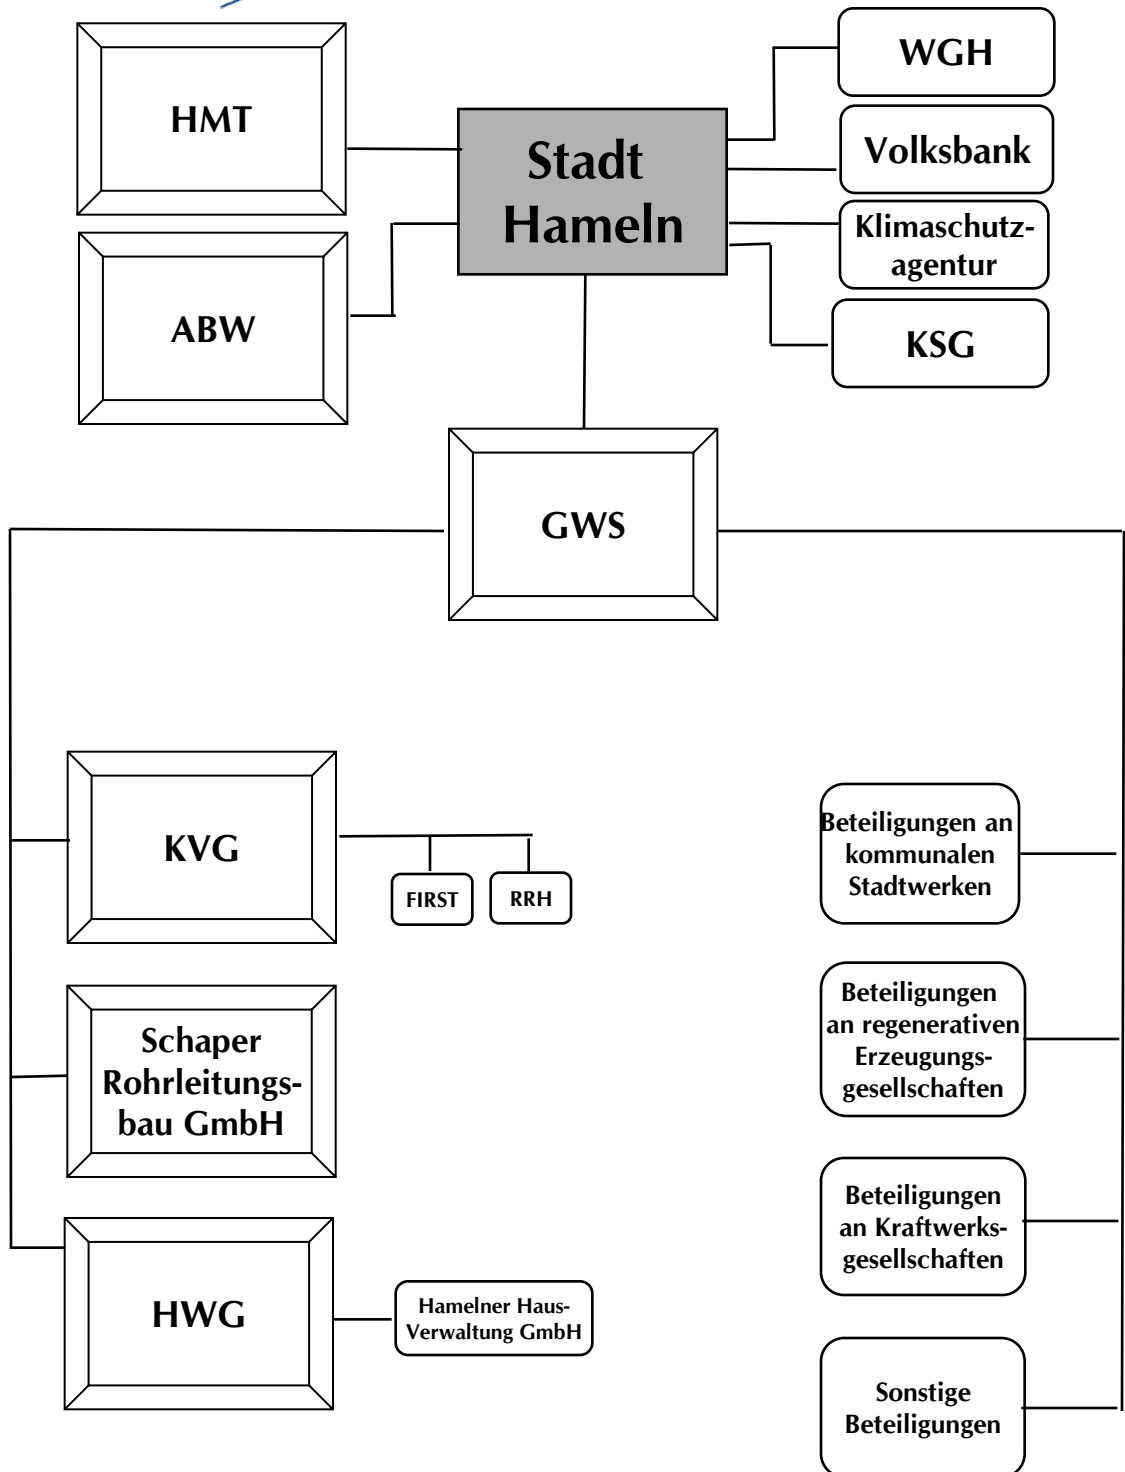 HMT
Stadt
Hameln
WGH
Volksbank
Klimaschutz-
agentur
KSG
ABW
GWS
KVG
FIRST
RRH
Schaper
Rohrleitungs-
bau GmbH
HWG
Hamelner Haus-
Verwaltung GmbH
Beteiligungen an
kommunalen
Stadtwerken
Beteiligungen
an regenerativen
Erzeugungs-
gesellschaften
Beteiligungen
an Kraftwerks-
gesellschaften
Sonstige
Beteiligungen